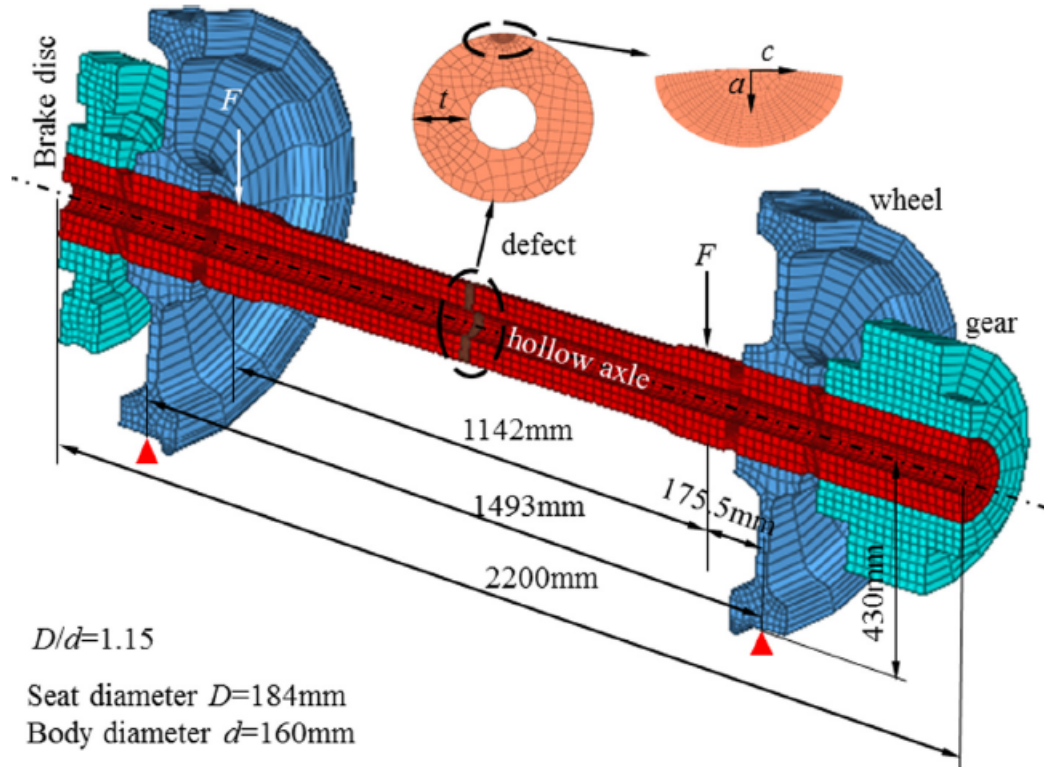 Brake disc
F
t
c
a
wheel
defect
F
gear
hollow axle
1142mm
175.5mm
1493mm
430mm
2200mm
D/d=1.15
Seat diameter D=184mm
Body diameter d=160mm